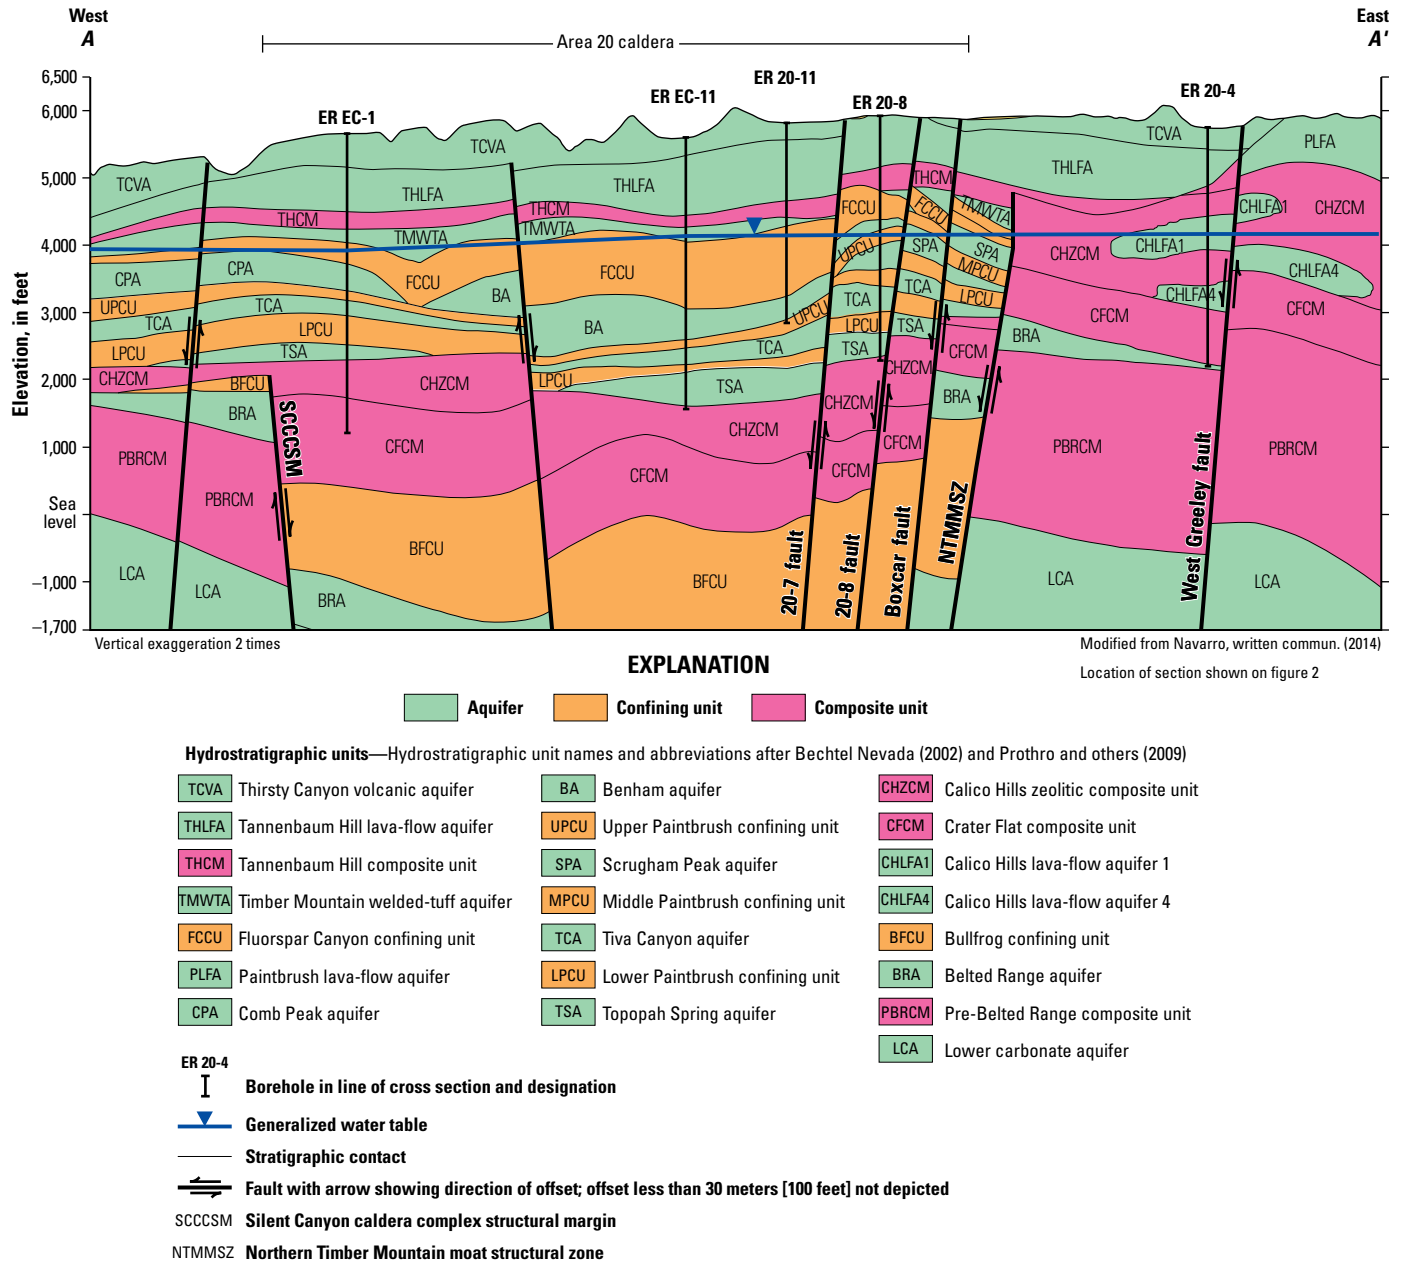 West
East
A
A'
Area 20 caldera
ER EC-1
ER EC-11
ER 20-11
ER 20-8
ER 20-4
Elevation, in feet
6,500
6,000
5,000
4,000
3,000
2,000
1,000
Sea
level
–1,000
–1,700
TCVA
TCVA
TCVA
PLFA
THLFA
THLFA
THLFA
THCM
THCM
THCM
CHLFA1
CHZCM
TMWTA
TMWTA
TMWTA
FCCU
FCCU
CPA
CPA
FCCU
FCCU
UPCU
SPA
SPA
CHZCM
CHLFA1
CHLFA4
MPCU
UPCU
TCA
BA
BA
UPCU
TCA
TCA
LPCU
CHLFA4
CFCM
CFCM
TCA
LPCU
LPCU
TSA
BRA
LPCU
TSA
TCA
TSA
CFCM
CHZCM
BFCU
CHZCM
LPCU
TSA
CHZCM
BRA
CHZCM
BRA
SCCCSM
CFCM
CHZCM
CFCM
PBRCM
PBRCM
PBRCM
PBRCM
CFCM
CFCM
BFCU
BFCU
LCA
LCA
BRA
LCA
LCA
20-7 fault
20-8 fault
Boxcar fault
NTMMSZ
West Greeley fault
Vertical exaggeration 2 times
Modified from Navarro, written commun. (2014)
Location of section shown on figure 2
EXPLANATION
Aquifer
Confining unit
Composite unit
Hydrostratigraphic units—Hydrostratigraphic unit names and abbreviations after Bechtel Nevada (2002) and Prothro and others (2009)
TCVA Thirsty Canyon volcanic aquifer
THLFA Tannenbaum Hill lava-flow aquifer
THCM Tannenbaum Hill composite unit
TMWTA Timber Mountain welded-tuff aquifer
FCCU Fluorspar Canyon confining unit
PLFA Paintbrush lava-flow aquifer
CPA Comb Peak aquifer
BA Benham aquifer
UPCU Upper Paintbrush confining unit
SPA Scrugham Peak aquifer
MPCU Middle Paintbrush confining unit
TCA Tiva Canyon aquifer
LPCU Lower Paintbrush confining unit
TSA Topopah Spring aquifer
CHZCM Calico Hills zeolitic composite unit
CFCM Crater Flat composite unit
CHLFA1 Calico Hills lava-flow aquifer 1
CHLFA4 Calico Hills lava-flow aquifer 4
BFCU Bullfrog confining unit
BRA Belted Range aquifer
PBRCM Pre-Belted Range composite unit
LCA Lower carbonate aquifer
ER 20-4
Borehole in line of cross section and designation
Generalized water table
Stratigraphic contact
Fault with arrow showing direction of offset; offset less than 30 meters [100 feet] not depicted
SCCCSM Silent Canyon caldera complex structural margin
NTMMSZ Northern Timber Mountain moat structural zone